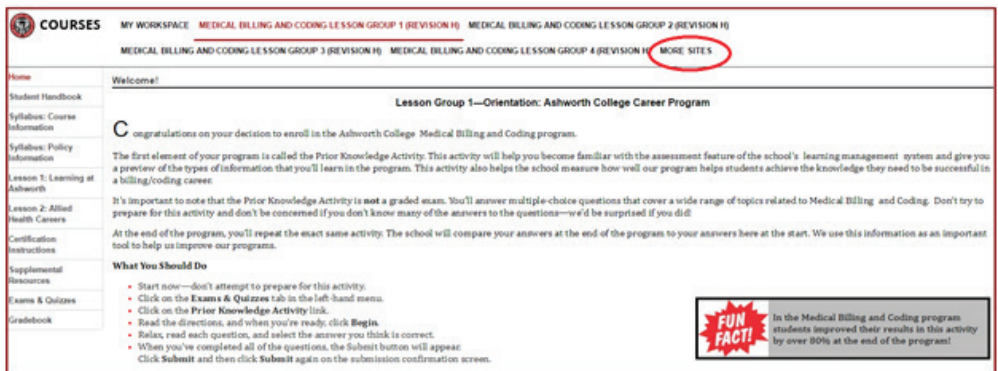 COURSES
MY WORKSPACE MEDICAL BILLING AND CODING LESSON GROUP 1 (REVISION H) MEDICAL BILLING AND CODING LESSON GROUP 2 (REVISION H)
MEDICAL BILLING AND CODING LESSON GROUP 3 (REVISION H) MEDICAL BILLING AND CODING LESSON GROUP 4 (REVISION H MORE SITES
Home
Student Handbook
Syllabus: Course
Information
Syllabus: Policy
Information
Lesson 1: Learning at
Ashworth
Lesson 2: Allied
Health Careers
Certification
Instructions
Supplemental
Resources
Exams & Quizzes
Gradebook
Welcome!
Lesson Group 1—Orientation: Ashworth College Career Program
Congratulations on your decision to enroll in the Ashworth College Medical Billing and Coding program.
The first element of your program is called the Prior Knowledge Activity. This activity will help you become familiar with the assessment feature of the school's learning management system and give you
a preview of the types of information that you'll learn in the program. This activity also helps the school measure how well our program helps students achieve the knowledge they need to be successful in
a billing/coding career.
It's important to note that the Prior Knowledge Activity is not a graded exam. You'll answer multiple-choice questions that cover a wide range of topics related to Medical Billing and Coding. Don't try to
prepare for this activity and don't be concerned if you don't know many of the answers to the questions—we'd be surprised if you did!
At the end of the program, you'll repeat the exact same activity. The school will compare your answers at the end of the program to your answers here at the start. We use this information as an important
tool to help us improve our programs.
What You Should Do
• Start now—don't attempt to prepare for this activity.
• Click on the Exams & Quizzes tab in the left-hand menu.
• Click on the Prior Knowledge Activity link.
• Read the directions, and when you're ready, click Begin.
• Relax, read each question, and select the answer you think is correct.
• When you've completed all of the questions, the Submit button will appear.
Click Submit and then click Submit again on the submission confirmation screen.
FUN
FACT!
In the Medical Billing and Coding program
students improved their results in this activity
by over 80% at the end of the program!